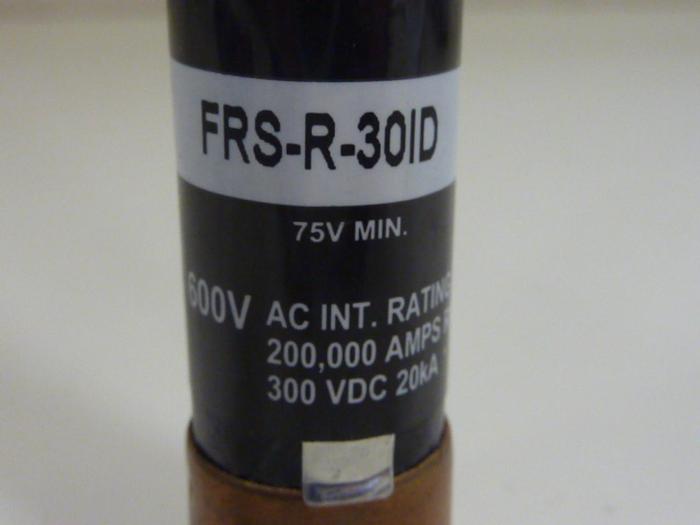 FRS-R-30ID
75V MIN.
600V AC INT. RATING
200,000 AMPS
300 VDC 20kA